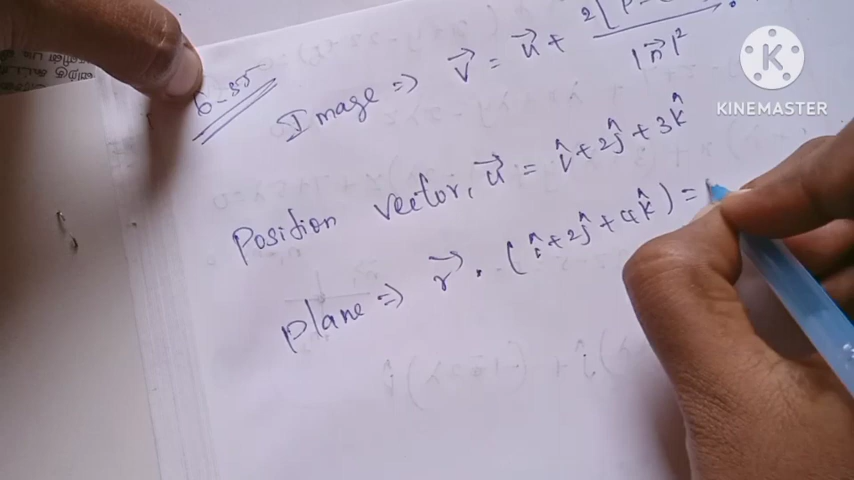 6-55
Image => v⃗ = u⃗ + 2[p -
|n⃗|²
KINEMASTER
Position vector, u⃗ = î + 2ĵ + 3k̂
plane => r⃗ . (î + 2ĵ + 4k̂) =